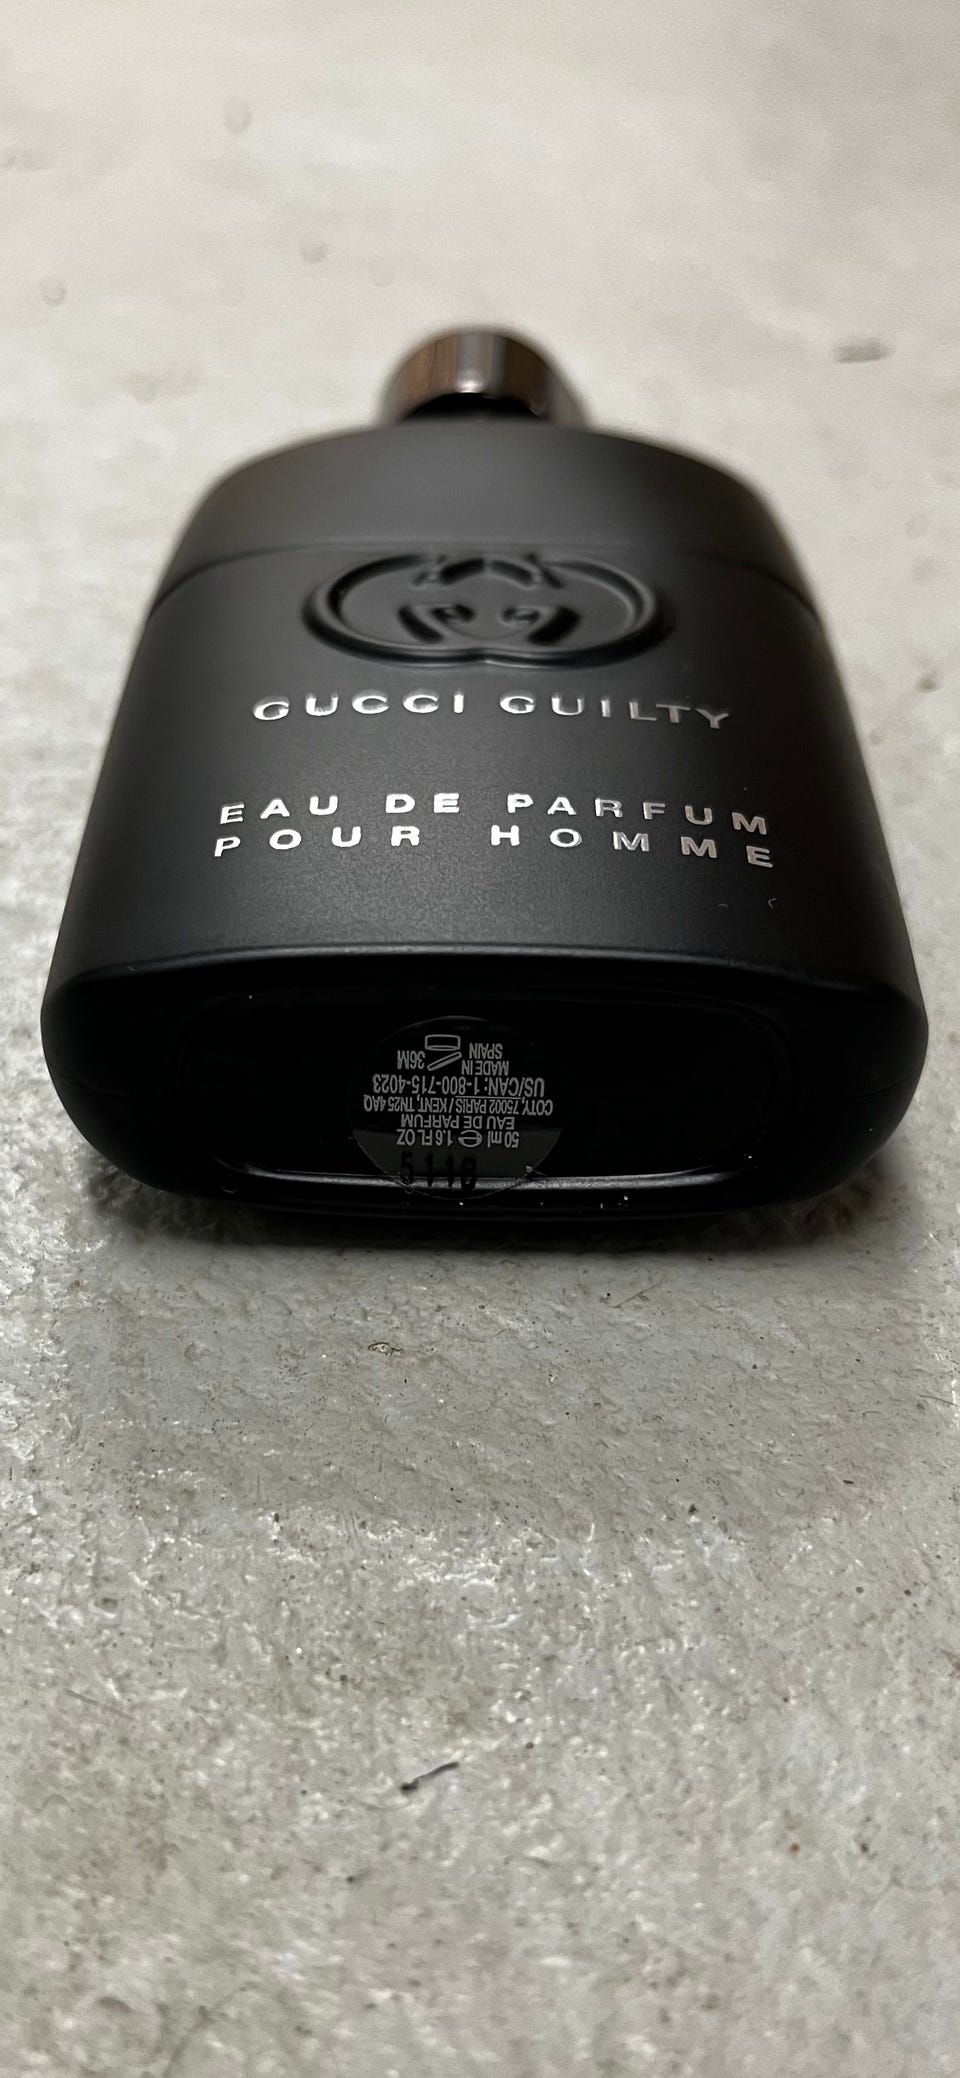 GUCCI GUILTY
EAU DE PARFUM
POUR HOMME
5118
50 ml ℮ 1.6 FL OZ
EAU DE PARFUM
COTY, 75002 PARIS / KENT, TN25 4AQ
US/CAN: 1-800-715-4023
MADE IN
SPAIN
36M